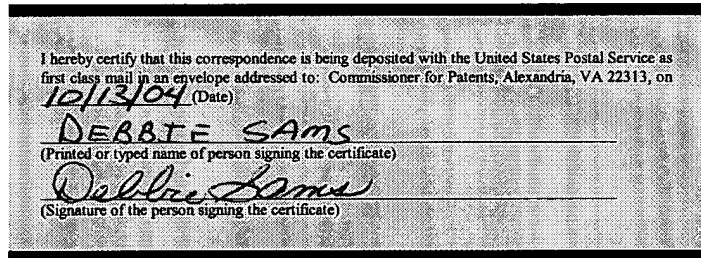 I hereby certify that this correspondence is being deposited with the United States Postal Service as
first class mail in an envelope addressed to: Commissioner for Patents, Alexandria, VA 22313, on
10/13/04 (Date)
DEBBIE SAMS
(Printed or typed name of person signing the certificate)
Debbie Sams
(Signature of the person signing the certificate)